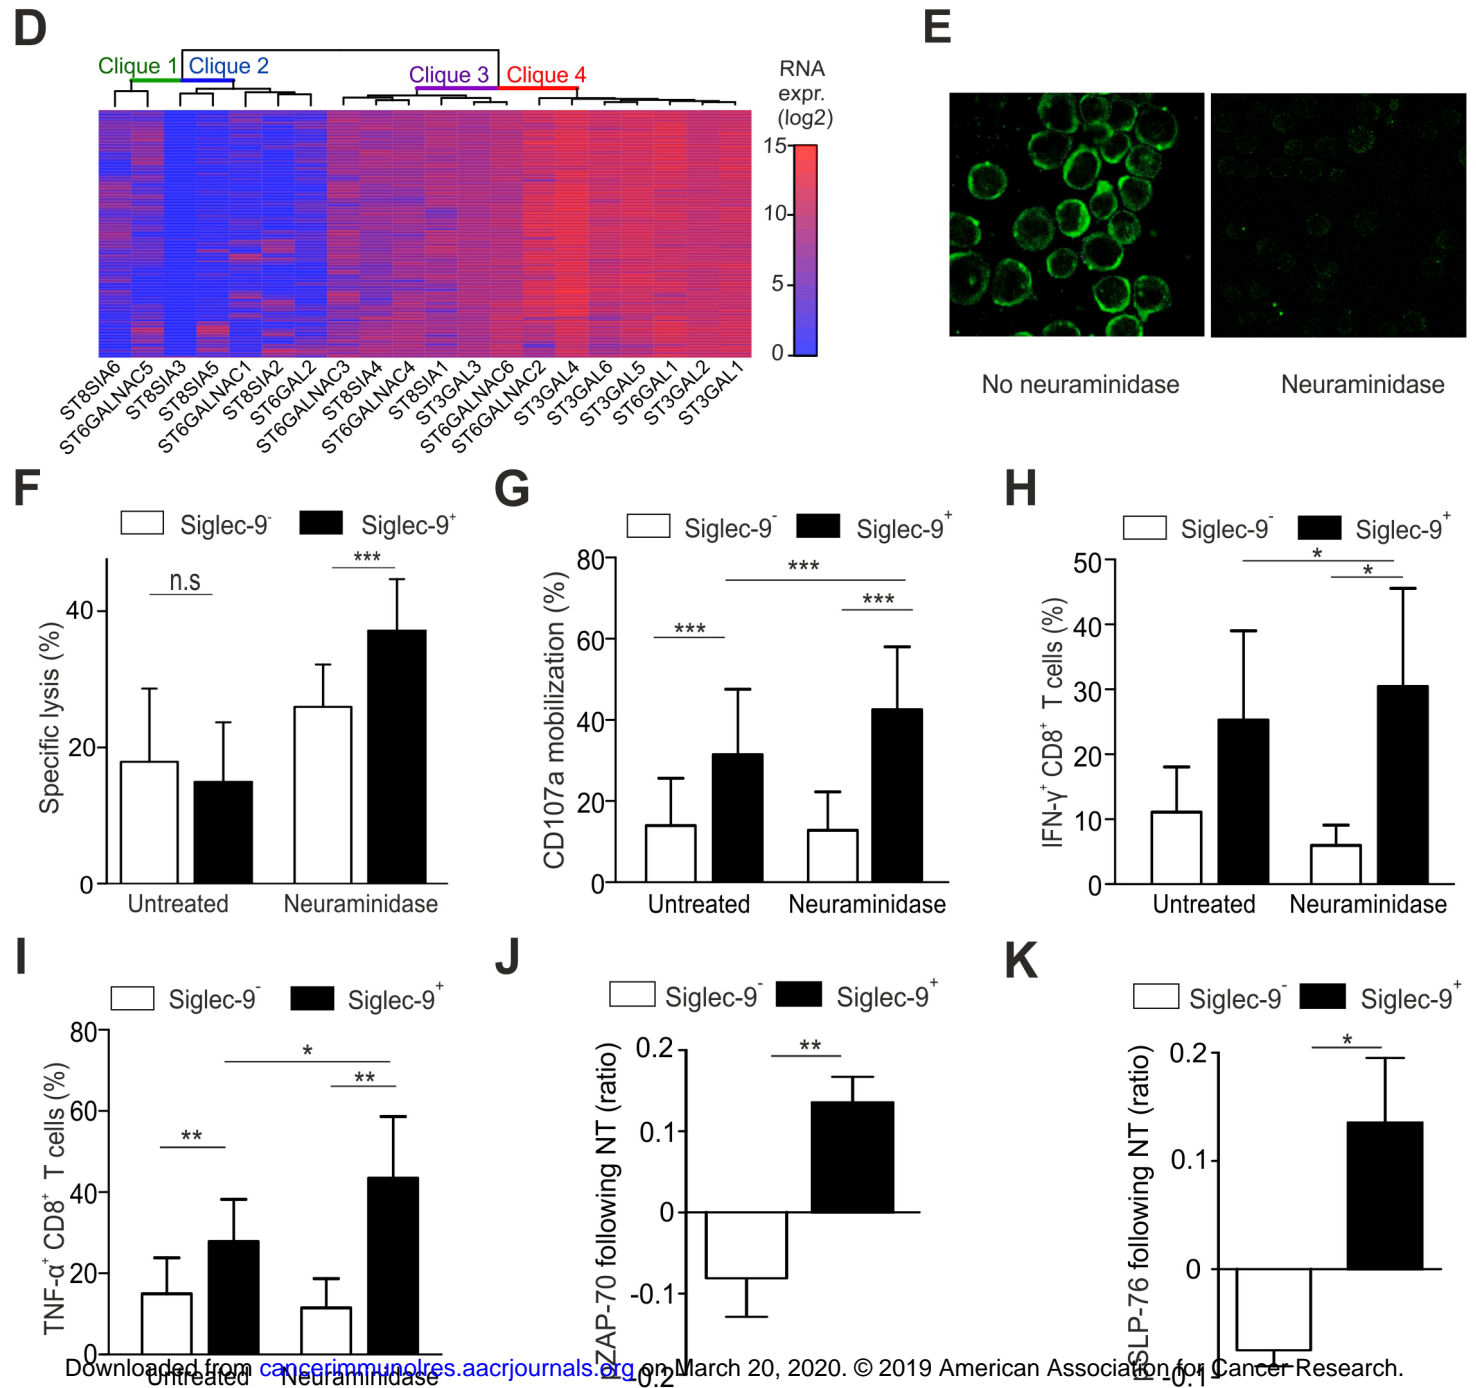 D
Clique 1 Clique 2
Clique 3 Clique 4
RNA
expr.
(log2)
15
10
5
0
ST8SIA6
ST6GALNAC5
ST8SIA3
ST8SIA5
ST6GALNAC1
ST8SIA2
ST6GAL2
ST6GALNAC3
ST8SIA4
ST6GALNAC4
ST8SIA1
ST3GAL3
ST6GALNAC6
ST6GALNAC2
ST3GAL4
ST3GAL6
ST3GAL5
ST6GAL1
ST3GAL2
ST3GAL1
E
No neuraminidase
Neuraminidase
F
Siglec-9⁻ Siglec-9⁺
Specific lysis (%)
40
20
0
n.s
***
Untreated Neuraminidase
G
Siglec-9⁻ Siglec-9⁺
CD107a mobilization (%)
80
60
40
20
0
***
***
***
Untreated Neuraminidase
H
Siglec-9⁻ Siglec-9⁺
IFN-γ⁺ CD8⁺ T cells (%)
50
40
30
20
10
0
*
*
Untreated Neuraminidase
I
Siglec-9⁻ Siglec-9⁺
TNF-α⁺ CD8⁺ T cells (%)
80
60
40
20
0
*
**
**
Untreated Neuraminidase
J
Siglec-9⁻ Siglec-9⁺
pZAP-70 following NT (ratio)
0.2
0.1
0
-0.1
-0.2
**
K
Siglec-9⁻ Siglec-9⁺
pSLP-76 following NT (ratio)
0.2
0.1
0
-0.1
*
Downloaded from cancerimmunolres.aacrjournals.org on March 20, 2020. © 2019 American Association for Cancer Research.